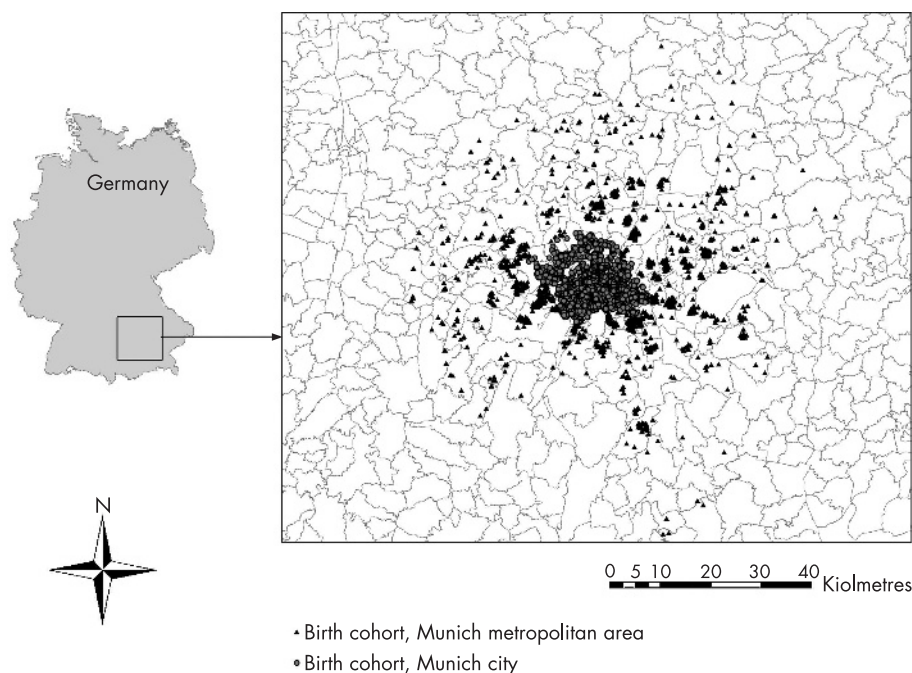 Germany
N
0 5 10 20 30 40 Kiolmetres
Birth cohort, Munich metropolitan area
Birth cohort, Munich city